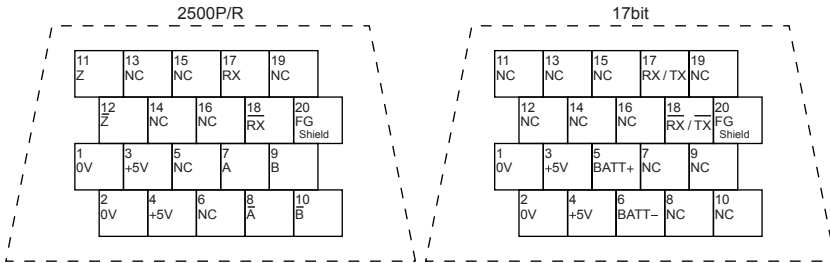 2500P/R
11 13 15 17 19
Z NC NC RX NC
12 14 16 18 20
Z̅ NC NC R̅X̅ FG
Shield
1 3 5 7 9
0V +5V NC A B
2 4 6 8 10
0V +5V NC A̅ B̅
17bit
11 13 15 17 19
NC NC NC RX / TX NC
12 14 16 18 20
NC NC NC R̅X̅ / T̅X̅ FG
Shield
1 3 5 7 9
0V +5V BATT+ NC NC
2 4 6 8 10
0V +5V BATT− NC NC